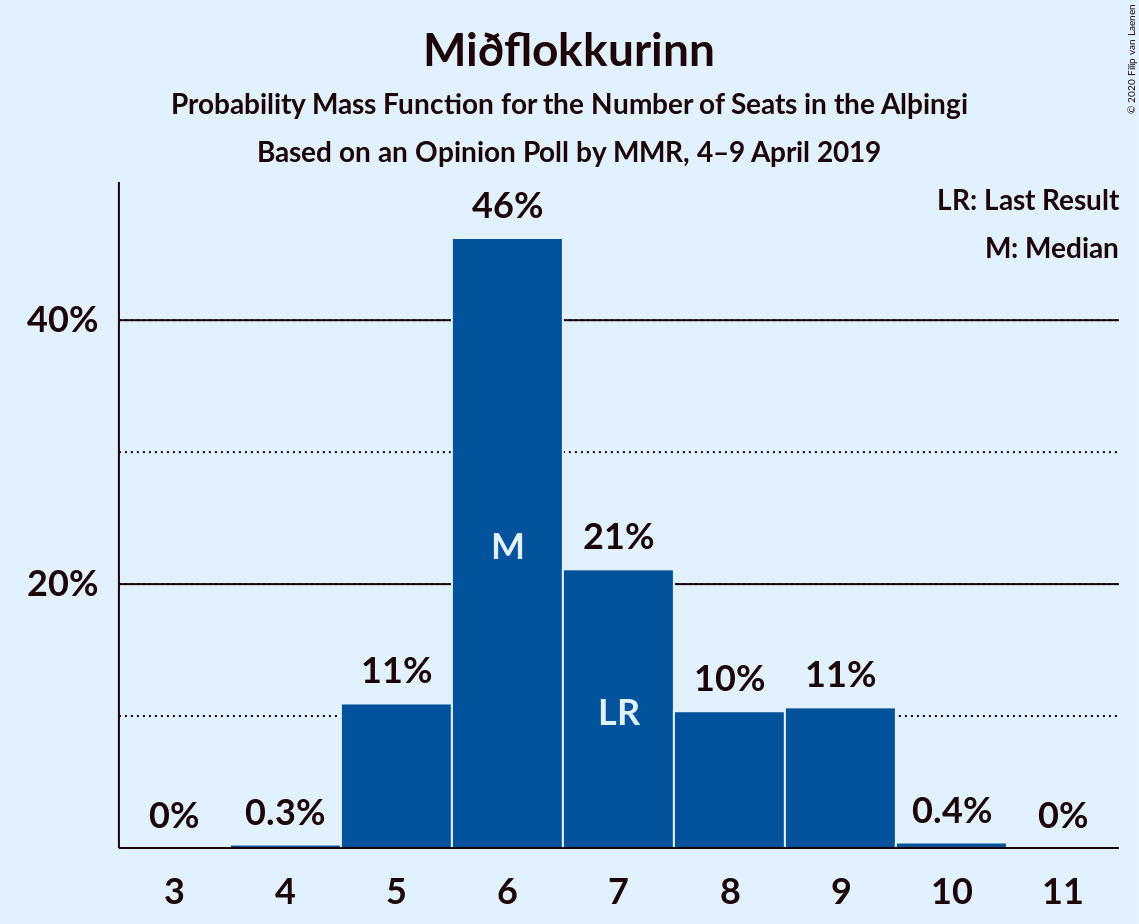 Miðflokkurinn
Probability Mass Function for the Number of Seats in the Alþingi
Based on an Opinion Poll by MMR, 4–9 April 2019
© 2020 Filip van Laenen
LR: Last Result
M: Median
40%
20%
0%
0.3%
11%
46%
21%
10%
11%
0.4%
0%
M
LR
3 4 5 6 7 8 9 10 11